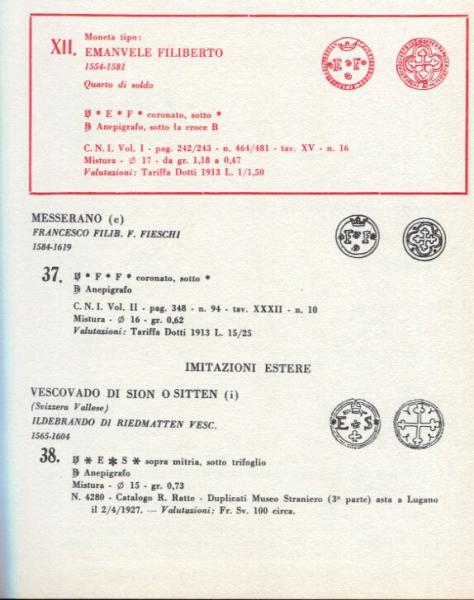 XII. Moneta tipo:
EMANVELE FILIBERTO
1554-1581
Quarto di soldo
D * E * F * coronato, sotto *
R Anepigrafo, sotto la croce B
C. N. I. Vol. I - pag. 242/243 - n. 464/481 - tav. XV - n. 16
Mistura - Ø 17 - da gr. 1,18 a 0,47
Valutazioni: Tariffa Dotti 1913 L. 1/1,50
MESSERANO (e)
FRANCESCO FILIB. F. FIESCHI
1584-1619
37. D * F * F * coronato, sotto *
R Anepigrafo
C. N. I. Vol. II - pag. 348 - n. 94 - tav. XXXII - n. 10
Mistura - Ø 16 - gr. 0,62
Valutazioni: Tariffa Dotti 1913 L. 15/25
IMITAZIONI ESTERE
VESCOVADO DI SION O SITTEN (i)
(Svizzera Vallese)
ILDEBRANDO DI RIEDMATTEN VESC.
1565-1604
38. D * E * S * sopra mitria, sotto trifoglio
R Anepigrafo
Mistura - Ø 15 - gr. 0,73
N. 4280 - Catalogo R. Ratto - Duplicati Museo Straniero (3ª parte) asta a Lugano
il 2/4/1927. — Valutazioni: Fr. Sv. 100 circa.
E F
F F
E S